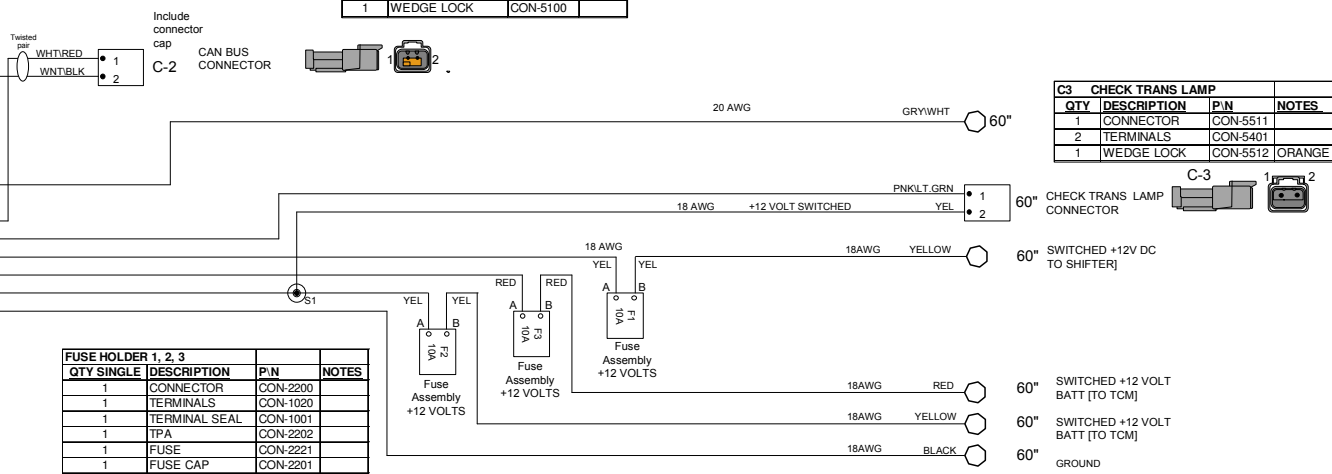 1 WEDGE LOCK CON-5100
Include
connector
cap
Twisted
pair
WHT\RED
WNT\BLK
1
2
C-2
CAN BUS
CONNECTOR
1 2
20 AWG
GRY\WHT
60"
C3 CHECK TRANS LAMP
QTY DESCRIPTION P\N NOTES
1 CONNECTOR CON-5511
2 TERMINALS CON-5401
1 WEDGE LOCK CON-5512 ORANGE
C-3
1 2
PNK\LT.GRN
18 AWG +12 VOLT SWITCHED YEL
1
2
60" CHECK TRANS LAMP
CONNECTOR
18 AWG
YEL YEL
18AWG YELLOW
60" SWITCHED +12V DC
TO SHIFTER]
A B
F1
10A
Fuse
Assembly
+12 VOLTS
RED RED
A B
F3
10A
Fuse
Assembly
+12 VOLTS
S1
YEL YEL
A B
F2
10A
Fuse
Assembly
+12 VOLTS
FUSE HOLDER 1, 2, 3
QTY SINGLE DESCRIPTION P\N NOTES
1 CONNECTOR CON-2200
1 TERMINALS CON-1020
1 TERMINAL SEAL CON-1001
1 TPA CON-2202
1 FUSE CON-2221
1 FUSE CAP CON-2201
18AWG RED 60" SWITCHED +12 VOLT
BATT [TO TCM]
18AWG YELLOW 60" SWITCHED +12 VOLT
BATT [TO TCM]
18AWG BLACK 60" GROUND